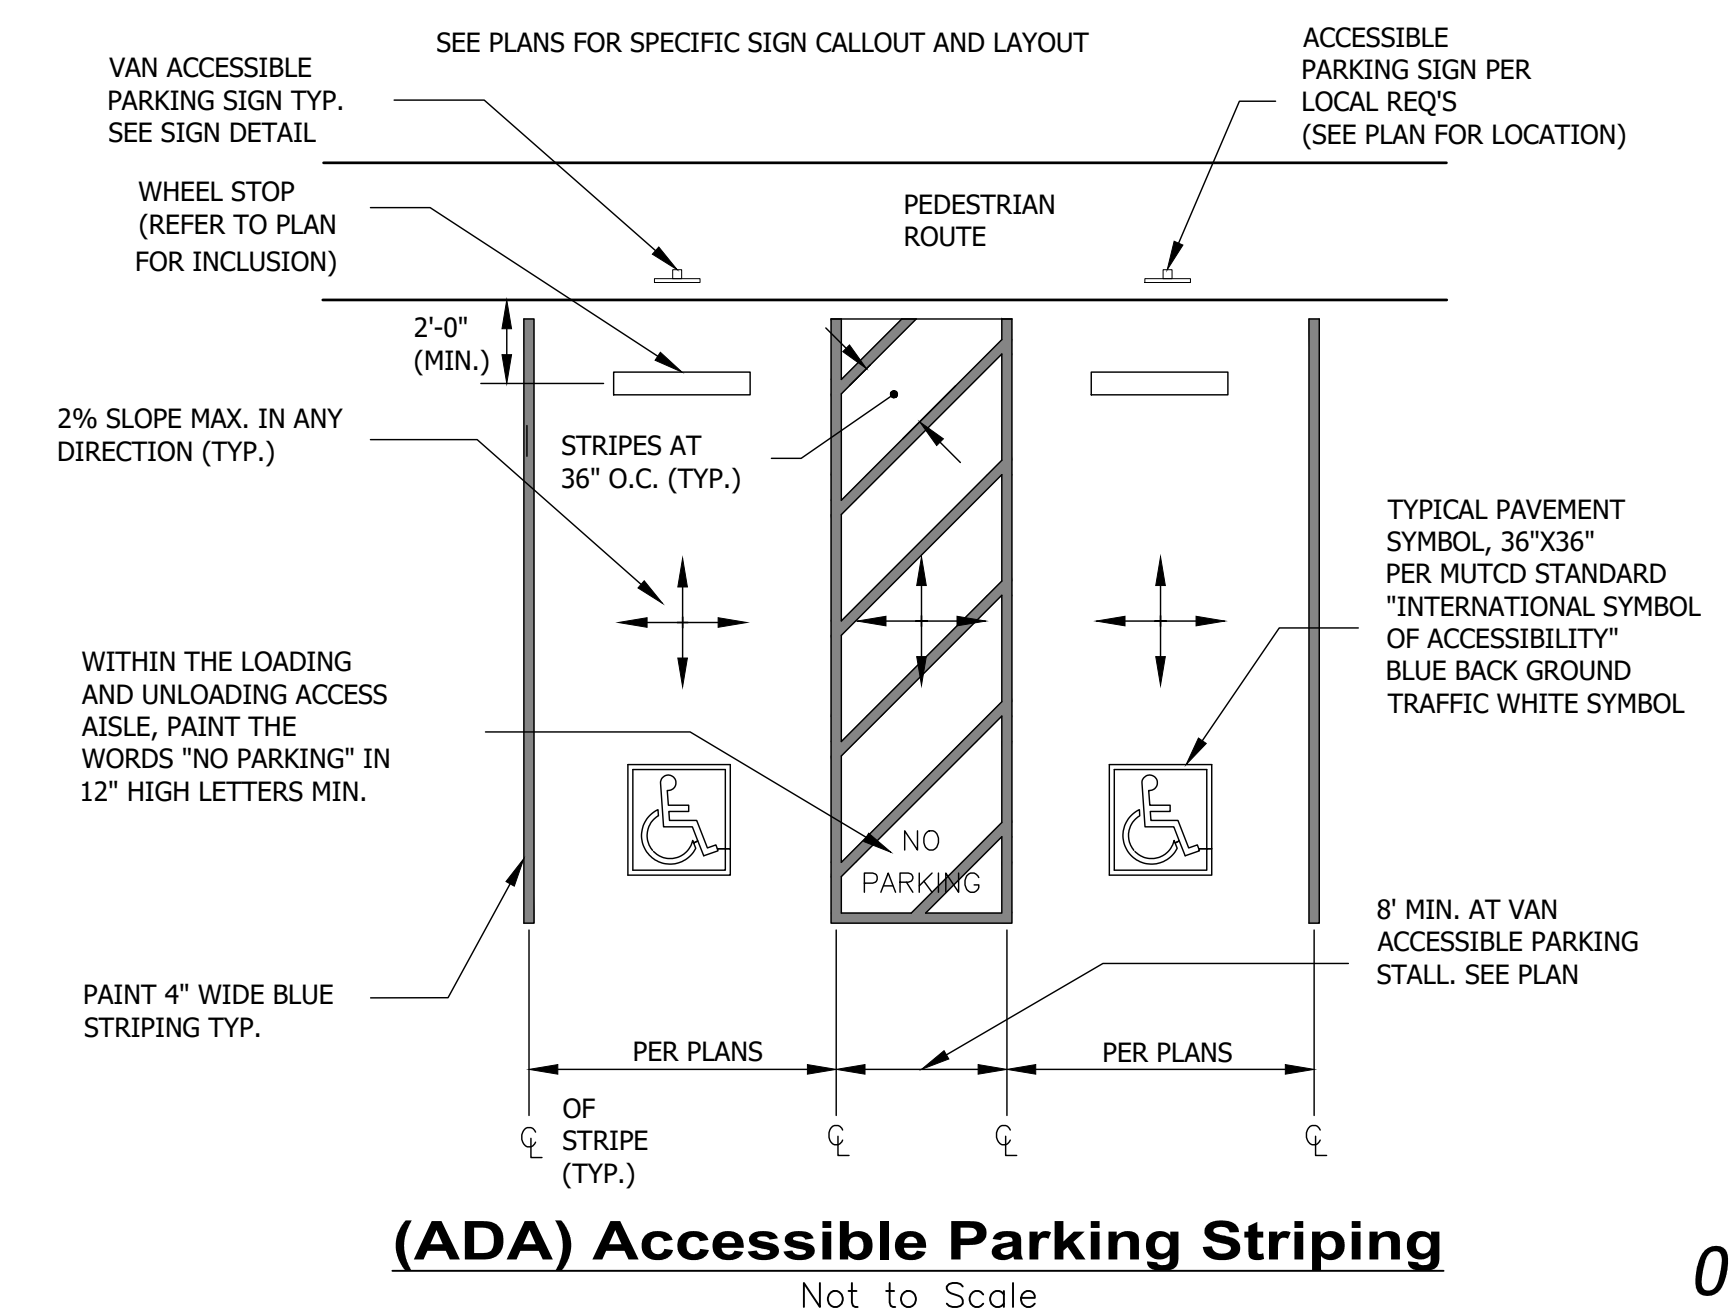 SEE PLANS FOR SPECIFIC SIGN CALLOUT AND LAYOUT
VAN ACCESSIBLE
PARKING SIGN TYP.
SEE SIGN DETAIL
ACCESSIBLE
PARKING SIGN PER
LOCAL REQ'S
(SEE PLAN FOR LOCATION)
WHEEL STOP
(REFER TO PLAN
FOR INCLUSION)
PEDESTRIAN
ROUTE
2'-0"
(MIN.)
2% SLOPE MAX. IN ANY
DIRECTION (TYP.)
STRIPES AT
36" O.C. (TYP.)
TYPICAL PAVEMENT
SYMBOL, 36"X36"
PER MUTCD STANDARD
"INTERNATIONAL SYMBOL
OF ACCESSIBILITY"
BLUE BACK GROUND
TRAFFIC WHITE SYMBOL
WITHIN THE LOADING
AND UNLOADING ACCESS
AISLE, PAINT THE
WORDS "NO PARKING" IN
12" HIGH LETTERS MIN.
NO
PARKING
8' MIN. AT VAN
ACCESSIBLE PARKING
STALL. SEE PLAN
PAINT 4" WIDE BLUE
STRIPING TYP.
PER PLANS
PER PLANS
OF
STRIPE
(TYP.)
℄
℄
℄
℄
(ADA) Accessible Parking Striping
Not to Scale
0